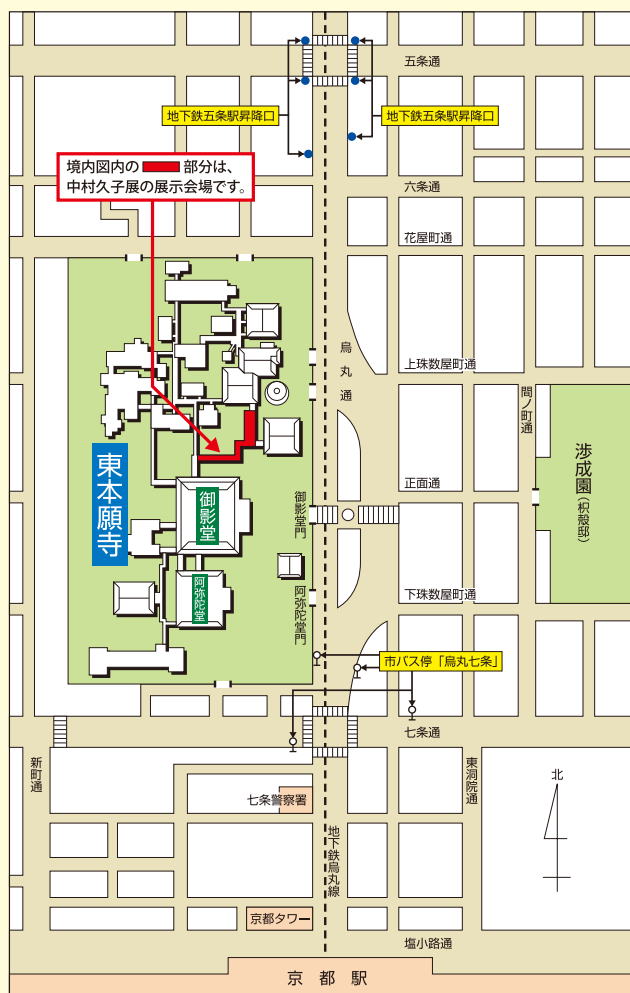 五条通
地下鉄五条駅昇降口
地下鉄五条駅昇降口
境内図内の 部分は、
中村久子展の展示会場です。
六条通
花屋町通
烏丸通
上珠数屋町通
間ノ町通
東本願寺
御影堂
御影堂門
正面通
渉成園(枳殻邸)
阿弥陀堂
阿弥陀堂門
下珠数屋町通
市バス停「烏丸七条」
七条通
新町通
東洞院通
北
七条警察署
地下鉄烏丸線
京都タワー
塩小路通
京都駅